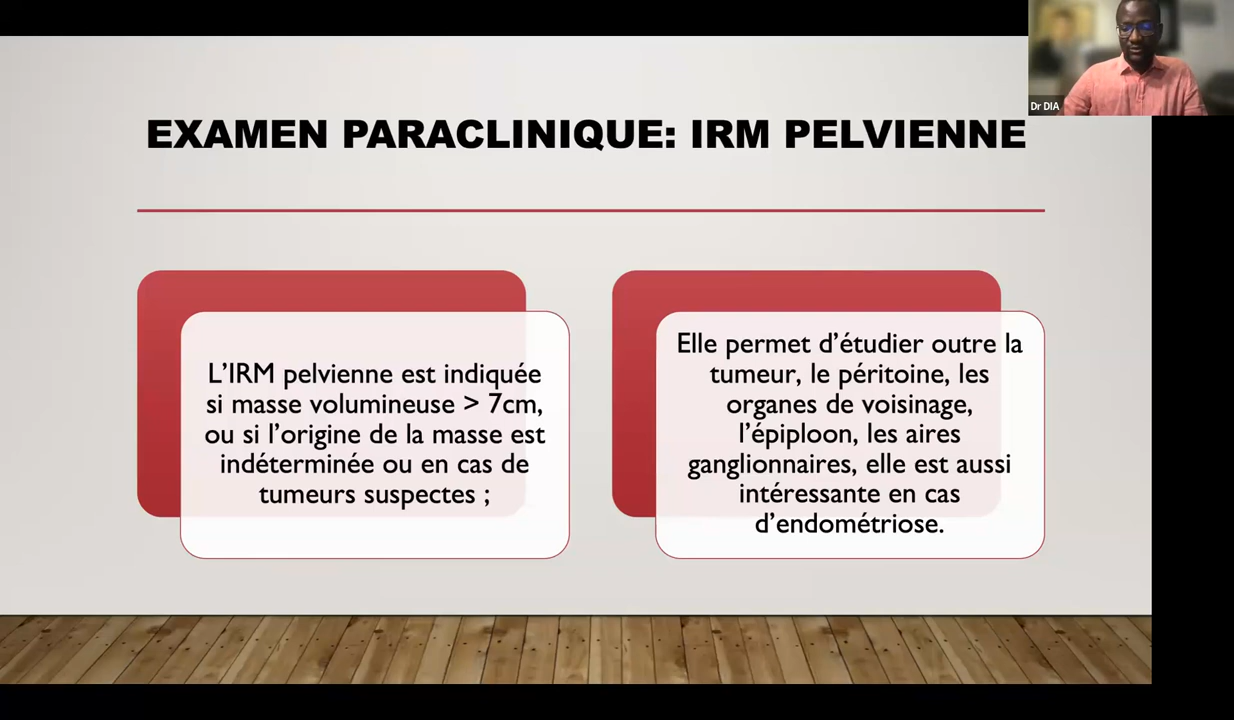 EXAMEN PARACLINIQUE: IRM PELVIENNE
Dr DIA
L'IRM pelvienne est indiquée
si masse volumineuse > 7cm,
ou si l'origine de la masse est
indéterminée ou en cas de
tumeurs suspectes ;
Elle permet d'étudier outre la
tumeur, le péritoine, les
organes de voisinage,
l'épiploon, les aires
ganglionnaires, elle est aussi
intéressante en cas
d'endométriose.